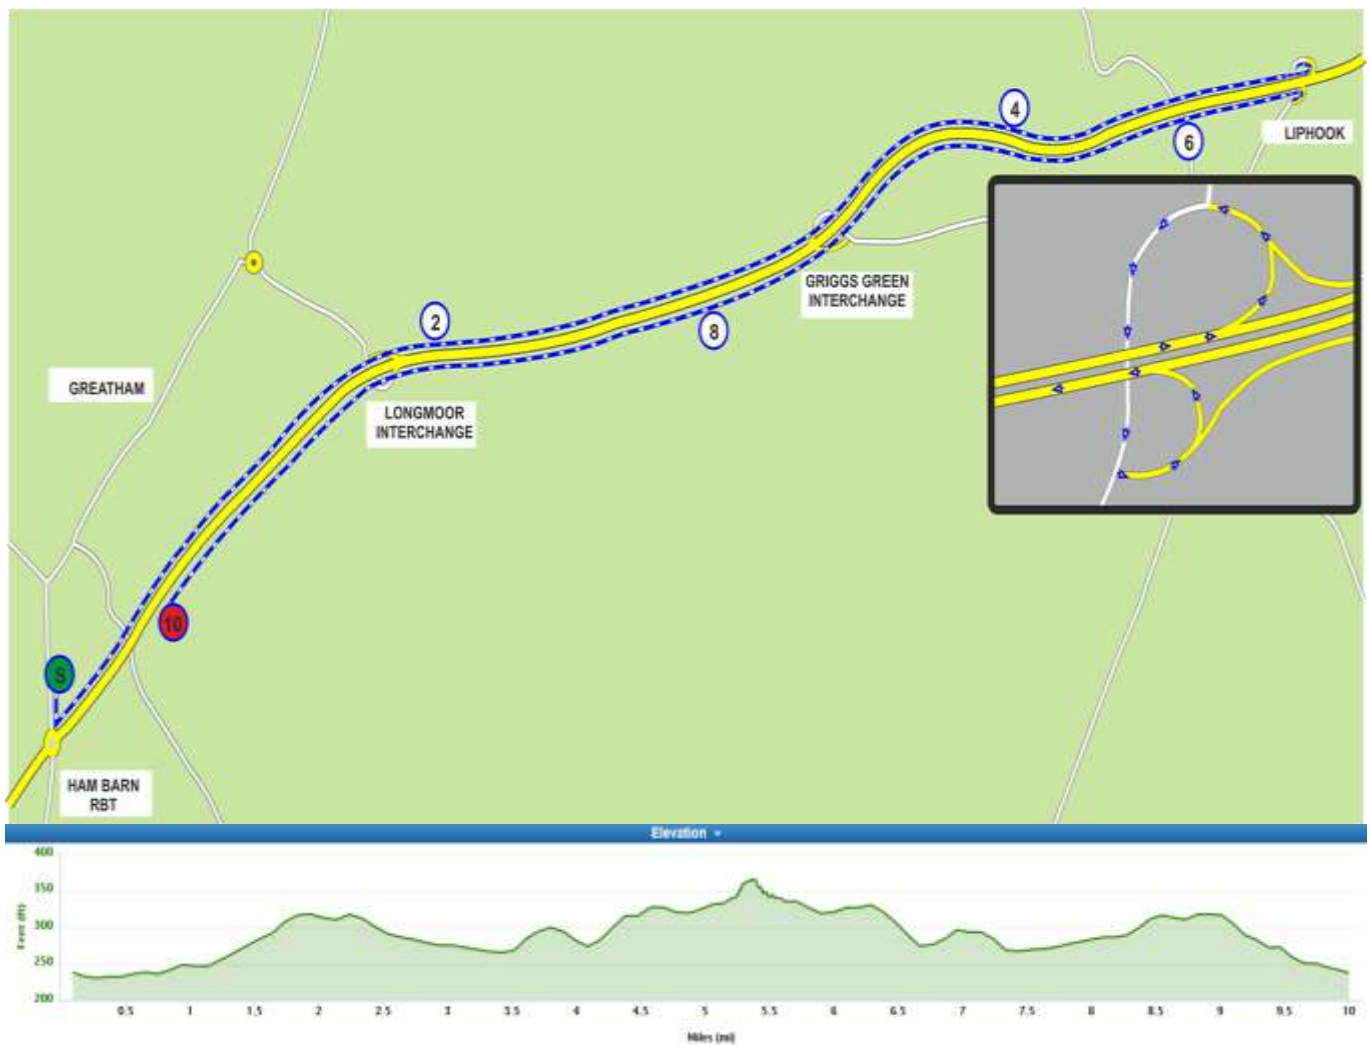 4
6
LIPHOOK
GRIGGS GREEN
INTERCHANGE
2
8
GREATHAM
LONGMOOR
INTERCHANGE
10
S
HAM BARN
RBT
Elevation
400
350
300
250
200
Feet (ft)
0.5 1 1.5 2 2.5 3 3.5 4 4.5 5 5.5 6 6.5 7 7.5 8 8.5 9 9.5 10
Miles (mi)